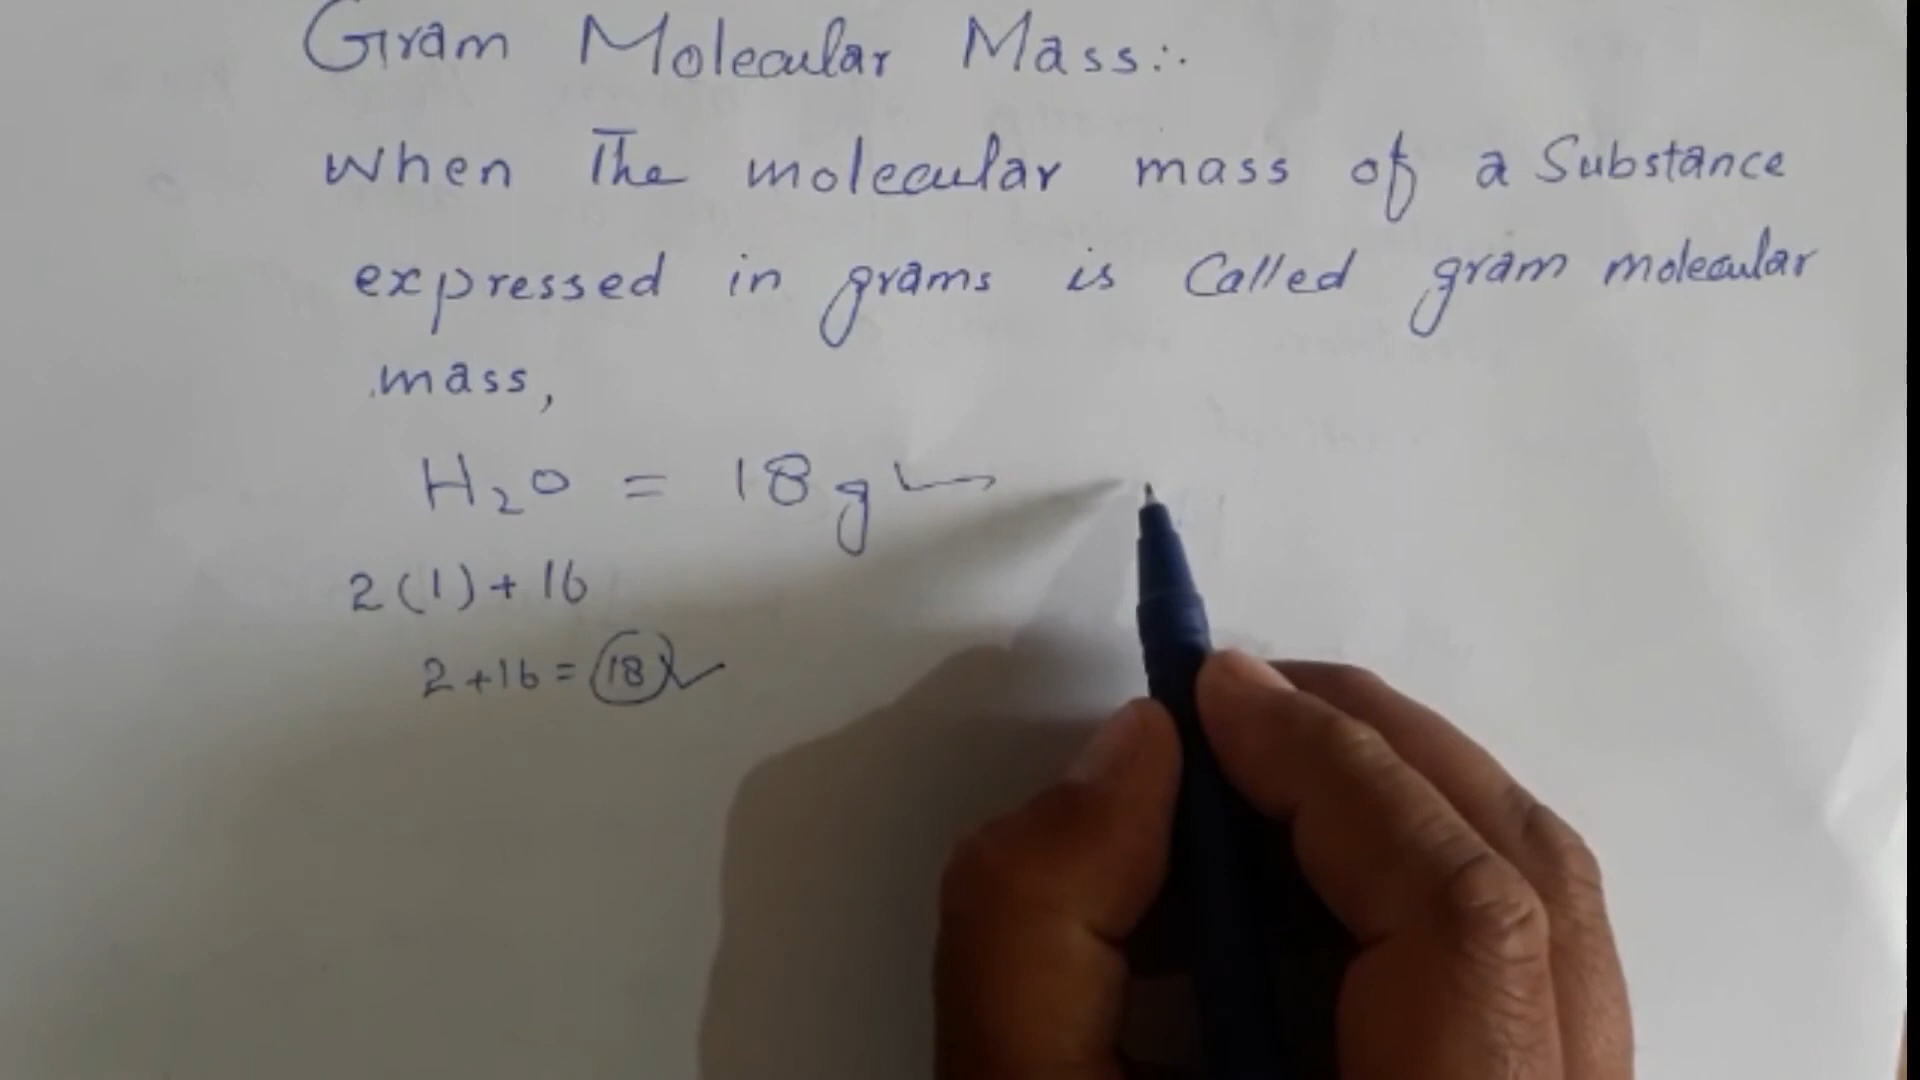 Gram Molecular Mass:.
When The molecular mass of a Substance
expressed in grams is Called gram molecular
mass,
H₂O = 18g
2(1) + 16
2 + 16 = 18